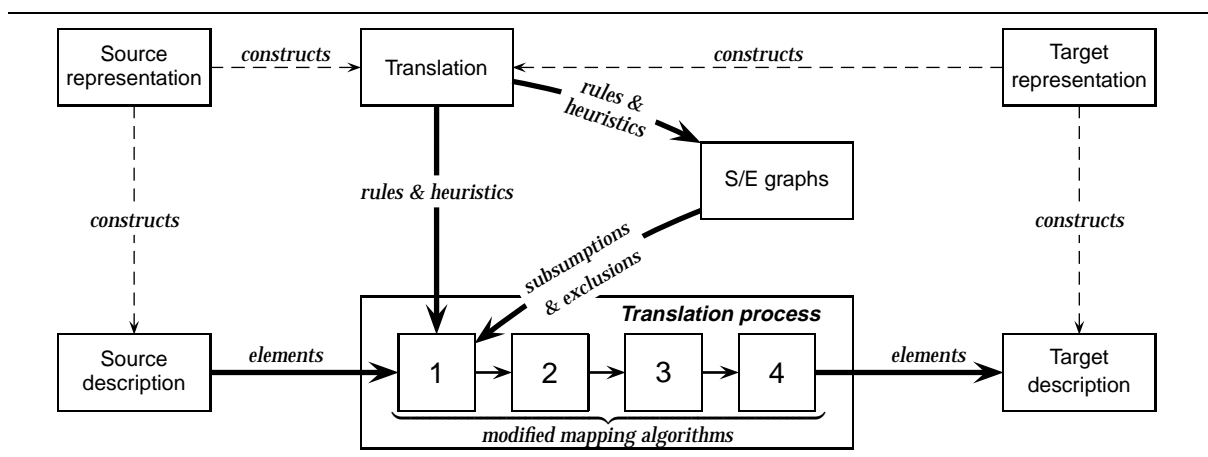 Source
representation
constructs
Translation
constructs
Target
representation
rules &
heuristics
S/E graphs
rules & heuristics
constructs
constructs
subsumptions
& exclusions
Translation process
Source
description
elements
1
2
3
4
elements
Target
description
modified mapping algorithms